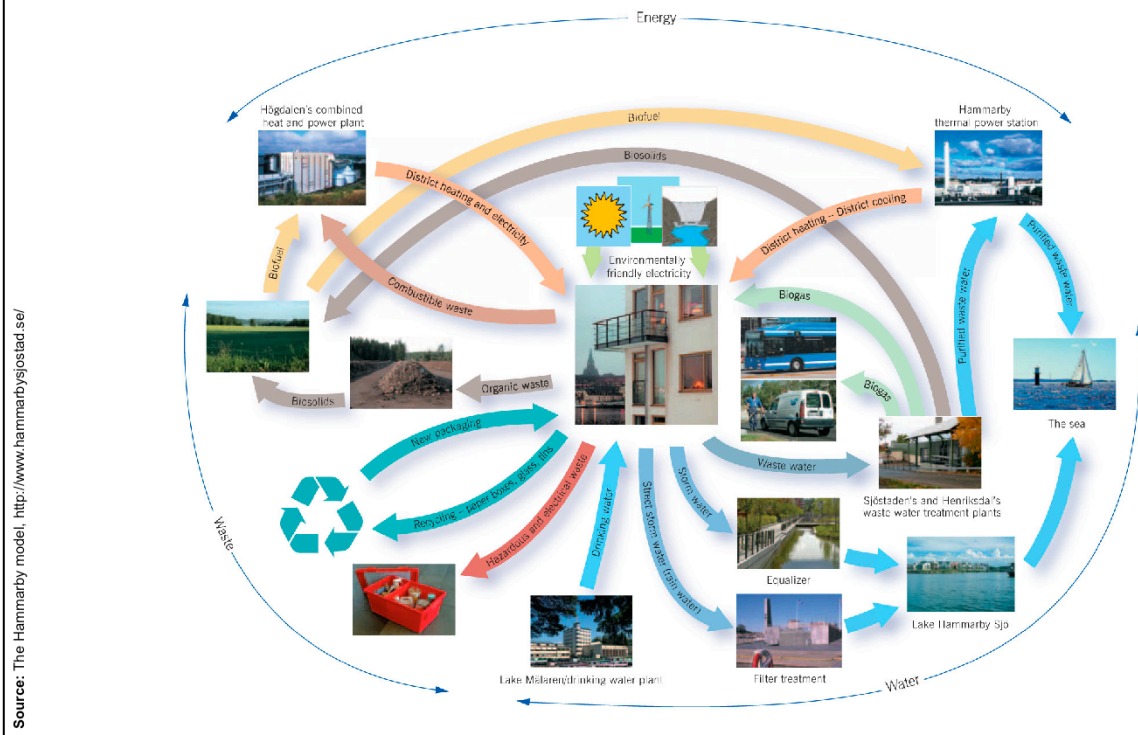 Energy
Högdalen's combined
heat and power plant
Hammarby
thermal power station
Biofuel
Biosolids
District heating and electricity
District heating – District cooling
Purified waste water
Environmentally
friendly electricity
Biofuel
Combustible waste
Biogas
Purified waste water
Biogas
Organic waste
Biosolids
The sea
New packaging
Waste water
Sjöstaden's and Henriksdal's
waste water treatment plants
Recycling – paper boxes, glass, tins
Hazardous and electrical waste
Drinking water
Storm water
Street storm water (rain water)
Waste
Equalizer
Lake Hammarby Sjö
Lake Mälaren/drinking water plant
Filter treatment
Water
Source: The Hammarby model, http://www.hammarbysjostad.se/